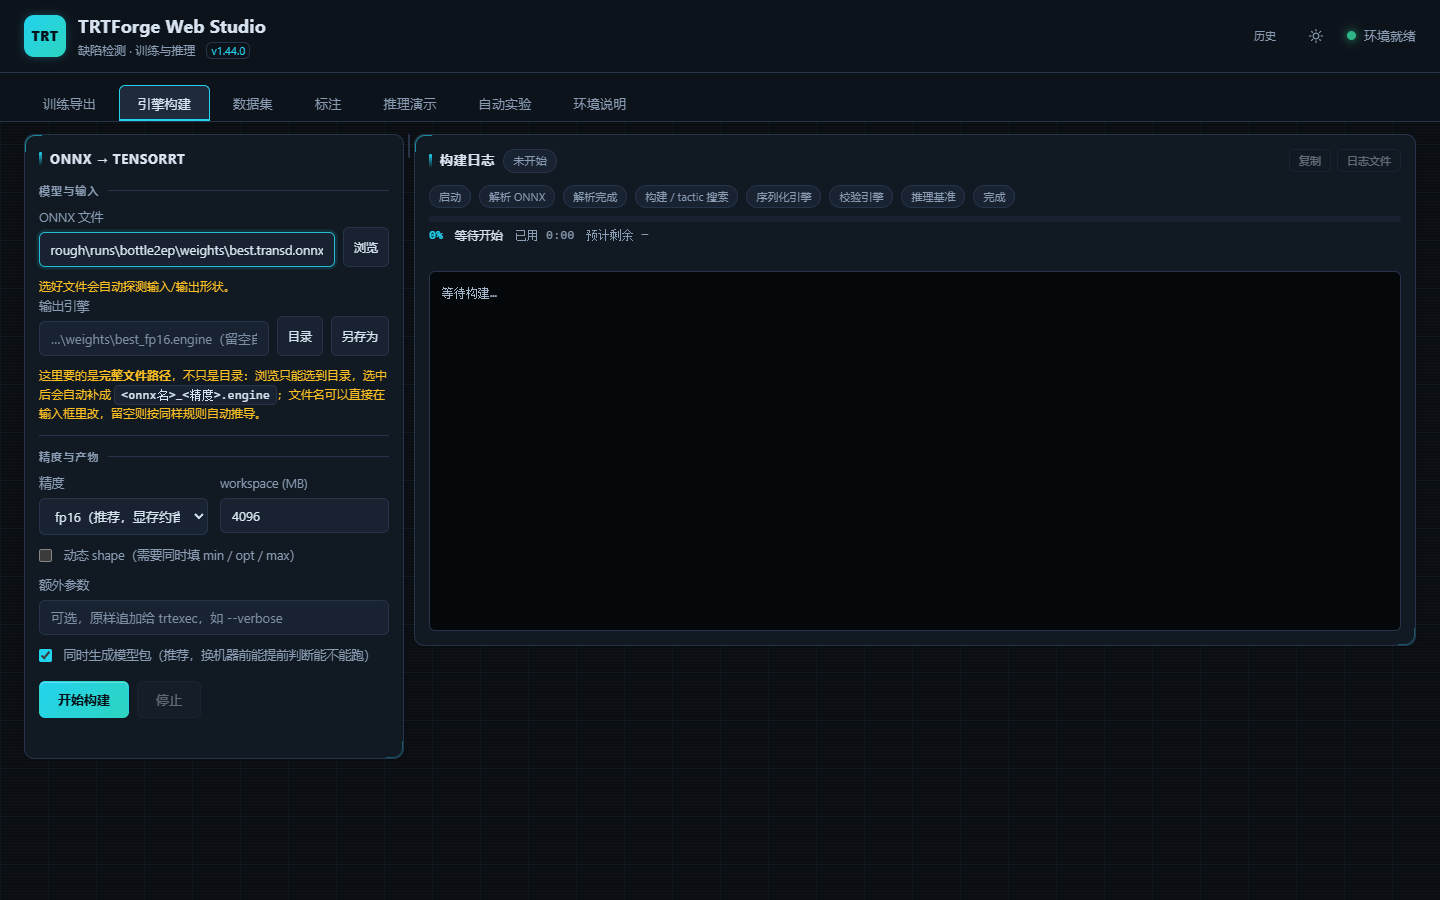 TRT
TRTForge Web Studio
缺陷检测 · 训练与推理 v1.44.0
历史
环境就绪
训练导出
引擎构建
数据集
标注
推理演示
自动实验
环境说明
ONNX → TENSORRT
模型与输入
ONNX 文件
rough\runs\bottle2ep\weights\best.transd.onnx
浏览
选好文件会自动探测输入/输出形状。
输出引擎
...\weights\best_fp16.engine（留空
目录
另存为
这里要的是完整文件路径，不只是目录：浏览只能选到目录，选中
后会自动补成 <onnx名>_<精度>.engine；文件名可以直接在
输入框里改，留空则按同样规则自动推导。
精度与产物
精度
workspace (MB)
fp16（推荐，显存约
4096
动态 shape（需要同时填 min / opt / max）
额外参数
可选，原样追加给 trtexec，如 --verbose
同时生成模型包（推荐，换机器前能提前判断能不能跑）
开始构建
停止
构建日志
未开始
复制
日志文件
启动
解析 ONNX
解析完成
构建 / tactic 搜索
序列化引擎
校验引擎
推理基准
完成
0% 等待开始 已用 0:00 预计剩余 —
等待构建…